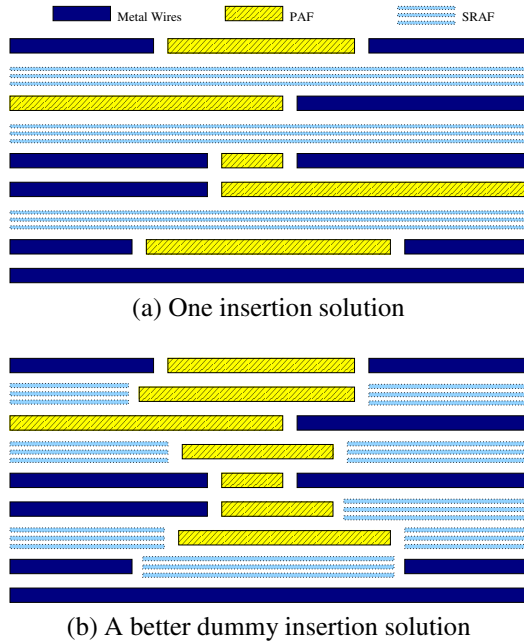 Metal Wires PAF SRAF
(a) One insertion solution
(b) A better dummy insertion solution